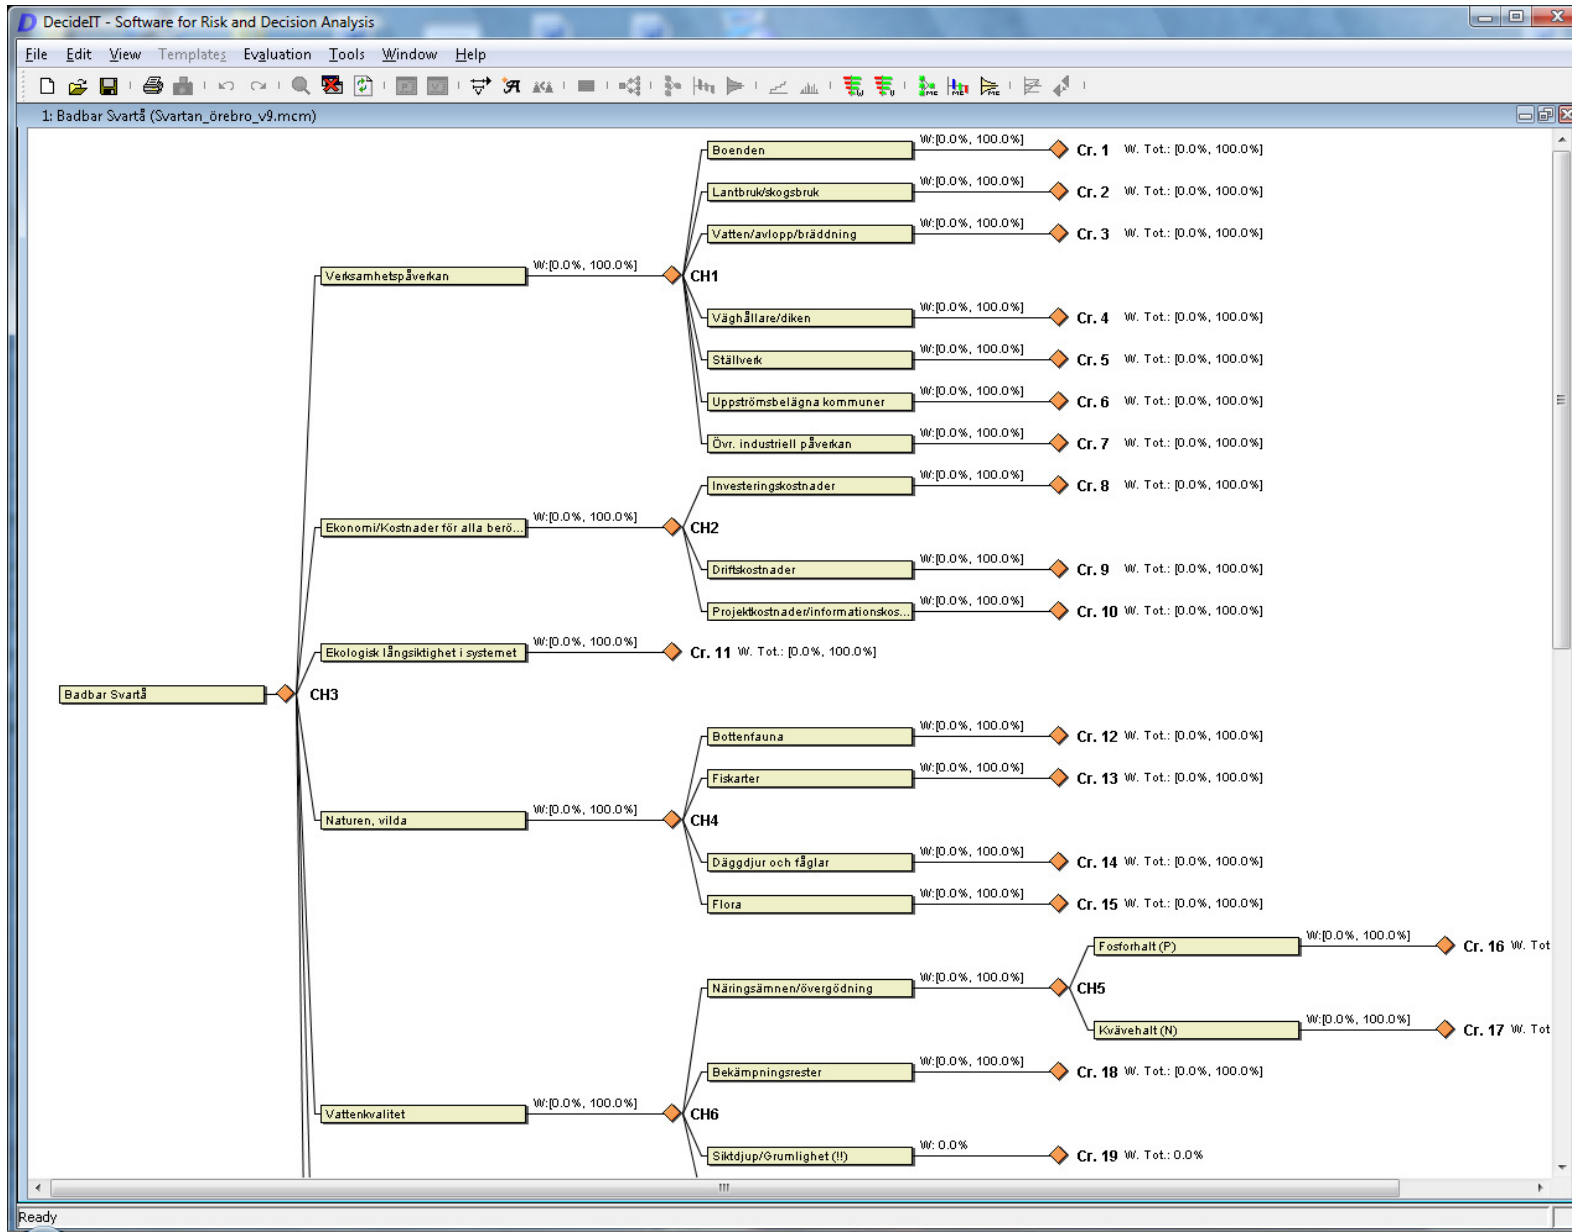 DecideIT - Software for Risk and Decision Analysis
File Edit View Templates Evaluation Tools Window Help
1: Badbar Svartå (Svartan_örebro_v9.mcm)
Boenden W:[0.0%, 100.0%] Cr. 1 W. Tot.: [0.0%, 100.0%]
Lantbruk/skogsbruk W:[0.0%, 100.0%] Cr. 2 W. Tot.: [0.0%, 100.0%]
Vatten/avlopp/bräddning W:[0.0%, 100.0%] Cr. 3 W. Tot.: [0.0%, 100.0%]
Verksamhetspåverkan W:[0.0%, 100.0%] CH1
Väghållare/diken W:[0.0%, 100.0%] Cr. 4 W. Tot.: [0.0%, 100.0%]
Ställverk W:[0.0%, 100.0%] Cr. 5 W. Tot.: [0.0%, 100.0%]
Uppströmsbelägna kommuner W:[0.0%, 100.0%] Cr. 6 W. Tot.: [0.0%, 100.0%]
Övr. industriell påverkan W:[0.0%, 100.0%] Cr. 7 W. Tot.: [0.0%, 100.0%]
Investeringskostnader W:[0.0%, 100.0%] Cr. 8 W. Tot.: [0.0%, 100.0%]
Ekonomi/Kostnader för alla berö... W:[0.0%, 100.0%] CH2
Driftskostnader W:[0.0%, 100.0%] Cr. 9 W. Tot.: [0.0%, 100.0%]
Projektkostnader/informationskos... W:[0.0%, 100.0%] Cr. 10 W. Tot.: [0.0%, 100.0%]
Ekologisk långsiktighet i systemet W:[0.0%, 100.0%] Cr. 11 W. Tot.: [0.0%, 100.0%]
Badbar Svartå CH3
Bottenfauna W:[0.0%, 100.0%] Cr. 12 W. Tot.: [0.0%, 100.0%]
Fiskarter W:[0.0%, 100.0%] Cr. 13 W. Tot.: [0.0%, 100.0%]
Naturen, vilda W:[0.0%, 100.0%] CH4
Däggdjur och fåglar W:[0.0%, 100.0%] Cr. 14 W. Tot.: [0.0%, 100.0%]
Flora W:[0.0%, 100.0%] Cr. 15 W. Tot.: [0.0%, 100.0%]
Fosforhalt (P) W:[0.0%, 100.0%] Cr. 16 W. Tot
Näringsämnen/övergödning W:[0.0%, 100.0%] CH5
Kvävehalt (N) W:[0.0%, 100.0%] Cr. 17 W. Tot
Bekämpningsrester W:[0.0%, 100.0%] Cr. 18 W. Tot.: [0.0%, 100.0%]
Vattenkvalitet W:[0.0%, 100.0%] CH6
Siktdjup/Grumlighet (!!) W: 0.0% Cr. 19 W. Tot.: 0.0%
Ready